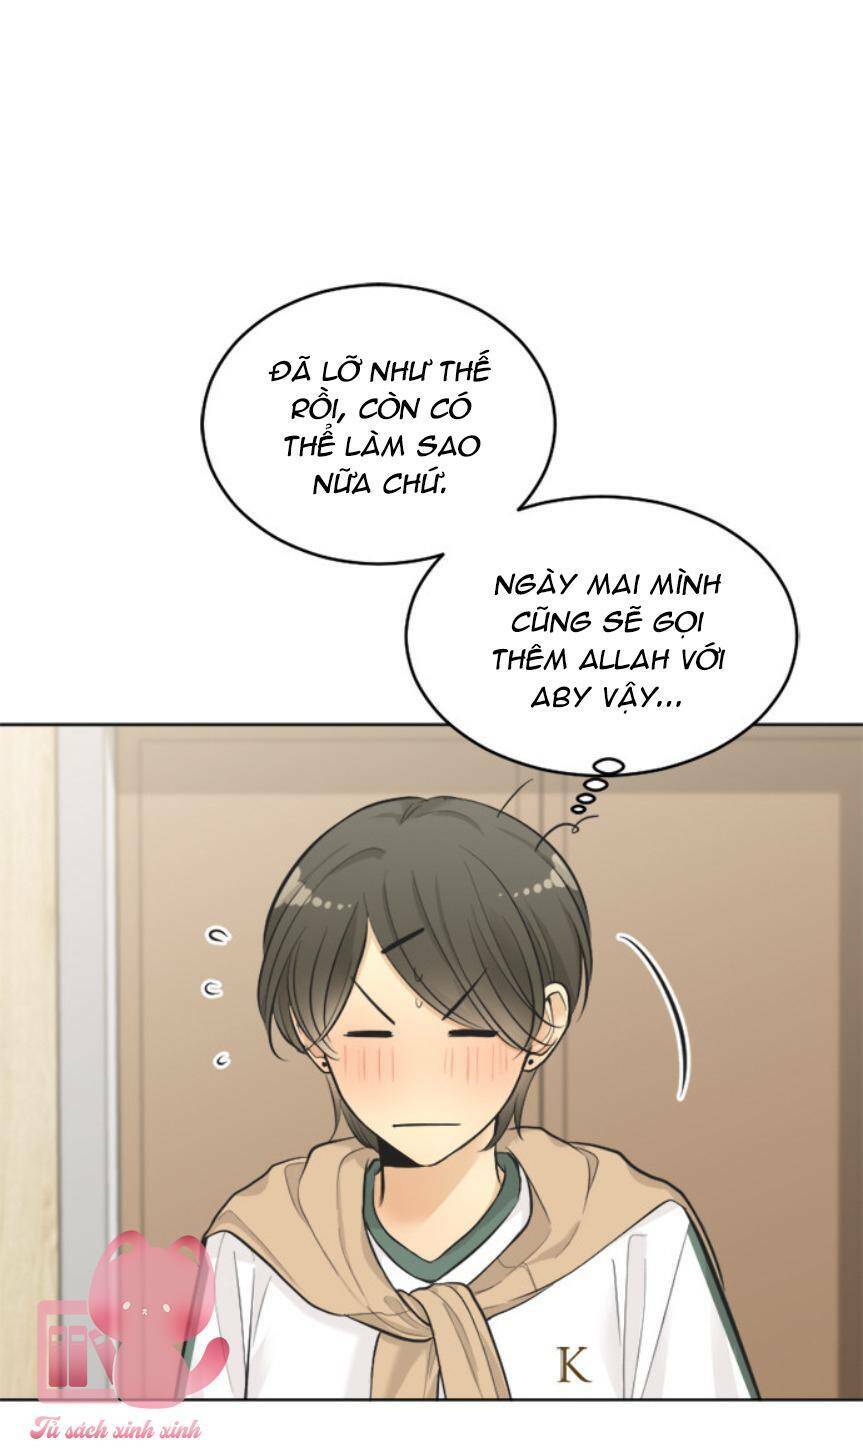 ĐÃ LỠ NHƯ THẾ
RỒI, CÒN CÓ
THỂ LÀM SAO
NỮA CHỨ.
NGÀY MAI MÌNH
CŨNG SẼ GỌI
THÊM ALLAH VỚI
ABY VẬY...
K
Tủ sách xinh xinh